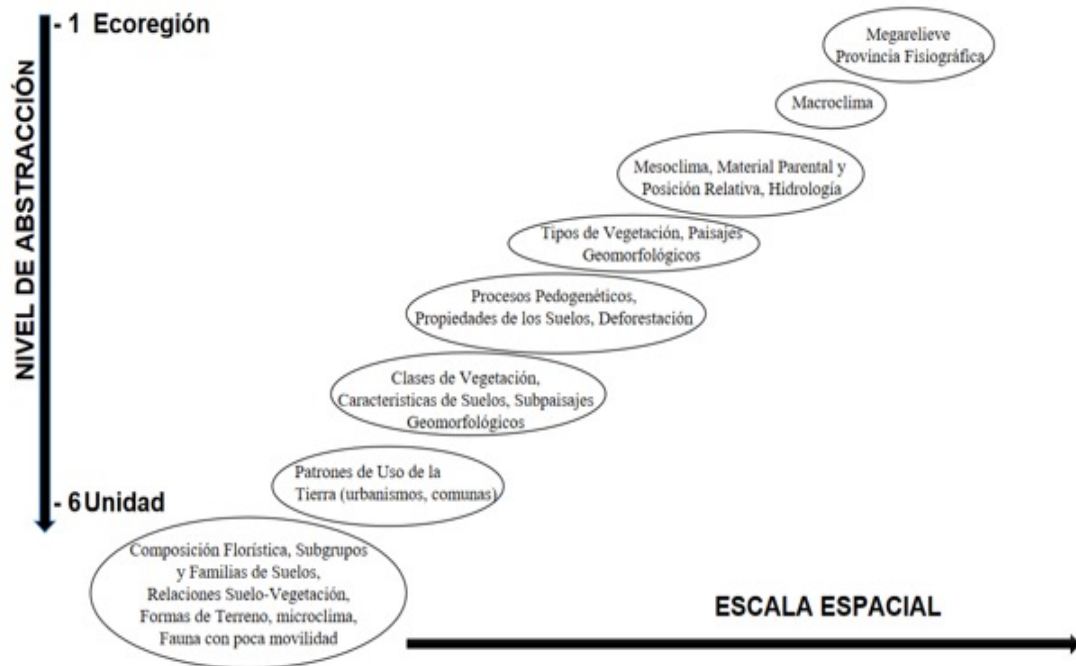 - 1 Ecoregión
NIVEL DE ABSTRACCIÓN
Megarelieve
Provincia Fisiográfica
Macroclima
Mesoclima, Material Parental y
Posición Relativa, Hidrología
Tipos de Vegetación, Paisajes
Geomorfológicos
Procesos Pedogenéticos,
Propiedades de los Suelos, Deforestación
Clases de Vegetación,
Caracteristicas de Suelos, Subpaisajes
Geomorfológicos
Patrones de Uso de la
Tierra (urbanismos, comunas)
- 6 Unidad
Composición Florística, Subgrupos
y Familias de Suelos,
Relaciones Suelo-Vegetación,
Formas de Terreno, microclima,
Fauna con poca movilidad
ESCALA ESPACIAL